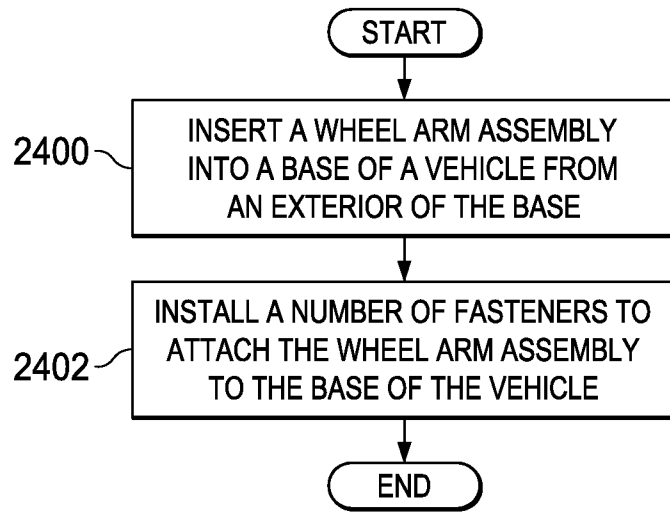 START
2400
INSERT A WHEEL ARM ASSEMBLY
INTO A BASE OF A VEHICLE FROM
AN EXTERIOR OF THE BASE
2402
INSTALL A NUMBER OF FASTENERS TO
ATTACH THE WHEEL ARM ASSEMBLY
TO THE BASE OF THE VEHICLE
END